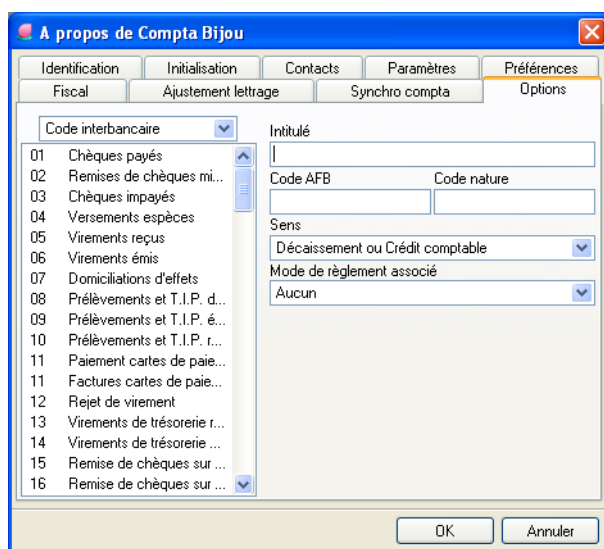 A propos de Compta Bijou
Identification Initialisation Contacts Paramètres Préférences
Fiscal Ajustement lettrage Synchro compta Options
Code interbancaire
01 Chèques payés
02 Remises de chèques mi...
03 Chèques impayés
04 Versements espèces
05 Virements reçus
06 Virements émis
07 Domiciliations d'effets
08 Prélèvements et T.I.P. d...
09 Prélèvements et T.I.P. é...
10 Prélèvements et T.I.P. r...
11 Paiement cartes de paie...
11 Factures cartes de paie...
12 Rejet de virement
13 Virements de trésorerie r...
14 Virements de trésorerie ...
15 Remise de chèques sur ...
16 Remise de chèques sur ...
Intitulé
Code AFB Code nature
Sens
Décaissement ou Crédit comptable
Mode de règlement associé
Aucun
OK Annuler